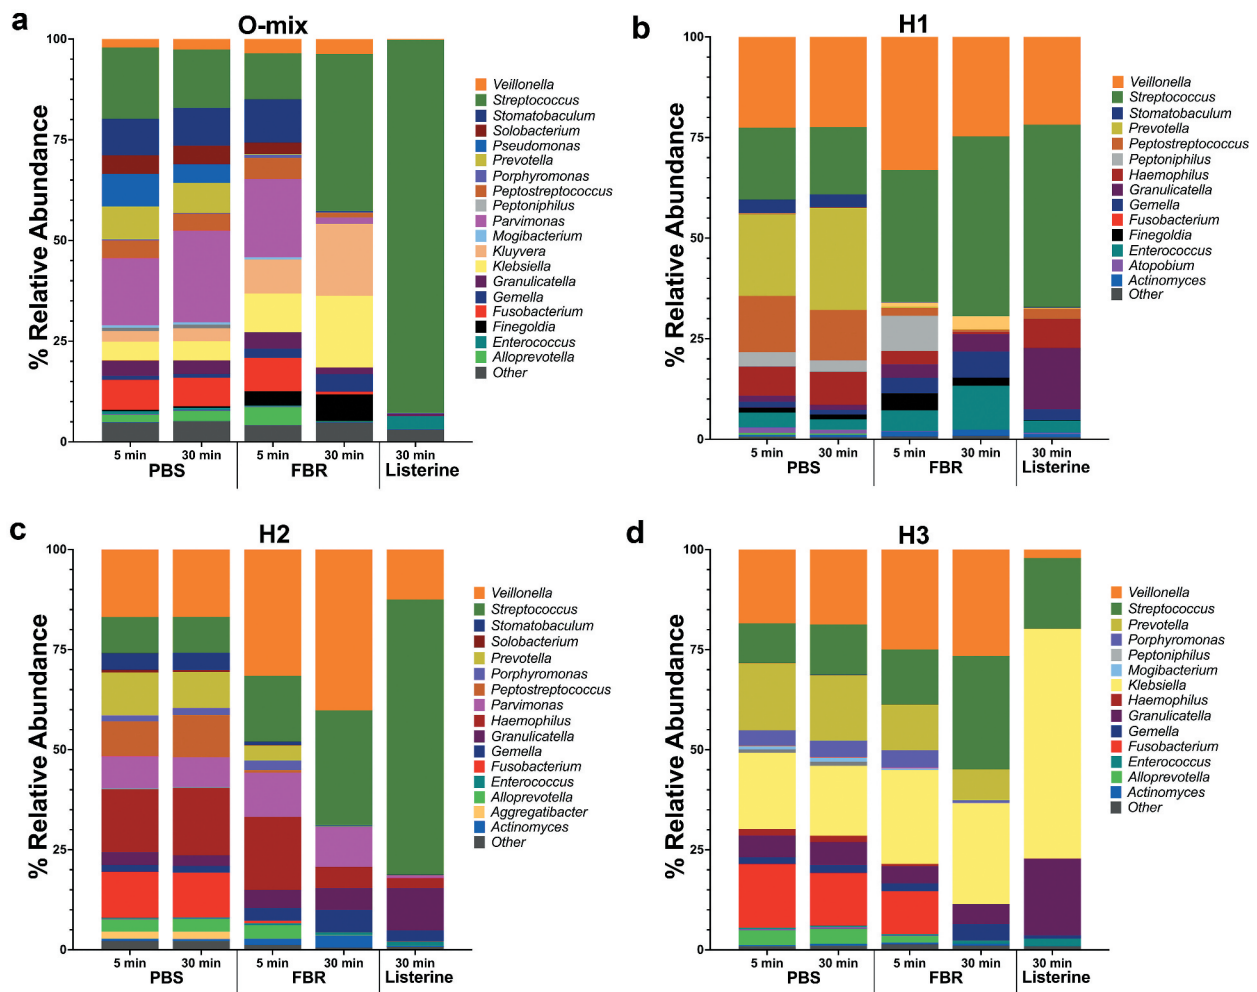 a
O-mix
% Relative Abundance
100
75
50
25
0
5 min
30 min
5 min
30 min
30 min
PBS
FBR
Listerine
Veillonella
Streptococcus
Stomatobaculum
Solobacterium
Pseudomonas
Prevotella
Porphyromonas
Peptostreptococcus
Peptoniphilus
Parvimonas
Mogibacterium
Kluyvera
Klebsiella
Granulicatella
Gemella
Fusobacterium
Finegoldia
Enterococcus
Alloprevotella
Other
b
H1
% Relative Abundance
100
75
50
25
0
5 min
30 min
5 min
30 min
30 min
PBS
FBR
Listerine
Veillonella
Streptococcus
Stomatobaculum
Prevotella
Peptostreptococcus
Peptoniphilus
Haemophilus
Granulicatella
Gemella
Fusobacterium
Finegoldia
Enterococcus
Atopobium
Actinomyces
Other
c
H2
% Relative Abundance
100
75
50
25
0
5 min
30 min
5 min
30 min
30 min
PBS
FBR
Listerine
Veillonella
Streptococcus
Stomatobaculum
Solobacterium
Prevotella
Porphyromonas
Peptostreptococcus
Parvimonas
Haemophilus
Granulicatella
Gemella
Fusobacterium
Enterococcus
Alloprevotella
Aggregatibacter
Actinomyces
Other
d
H3
% Relative Abundance
100
75
50
25
0
5 min
30 min
5 min
30 min
30 min
PBS
FBR
Listerine
Veillonella
Streptococcus
Prevotella
Porphyromonas
Peptoniphilus
Mogibacterium
Klebsiella
Haemophilus
Granulicatella
Gemella
Fusobacterium
Enterococcus
Alloprevotella
Actinomyces
Other